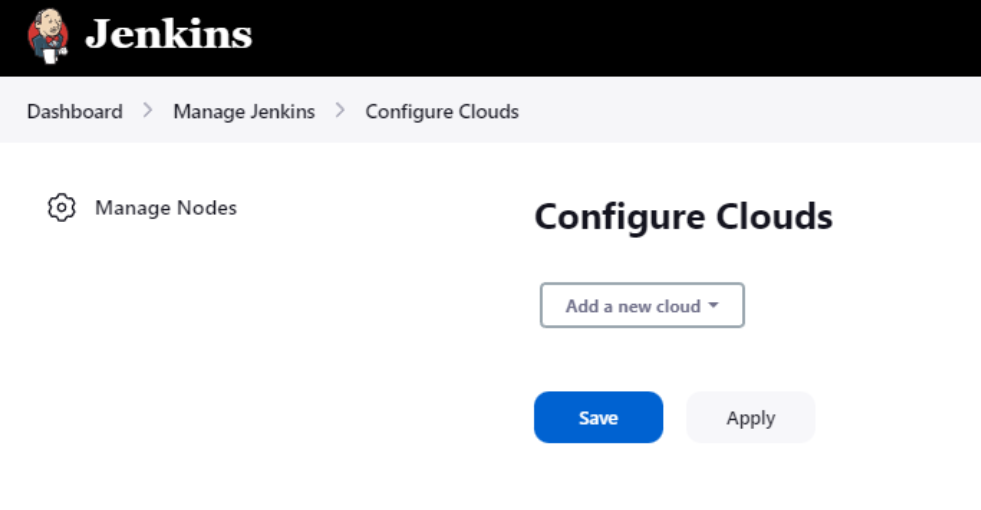 Jenkins
Dashboard > Manage Jenkins > Configure Clouds
Manage Nodes
Configure Clouds
Add a new cloud
Save
Apply